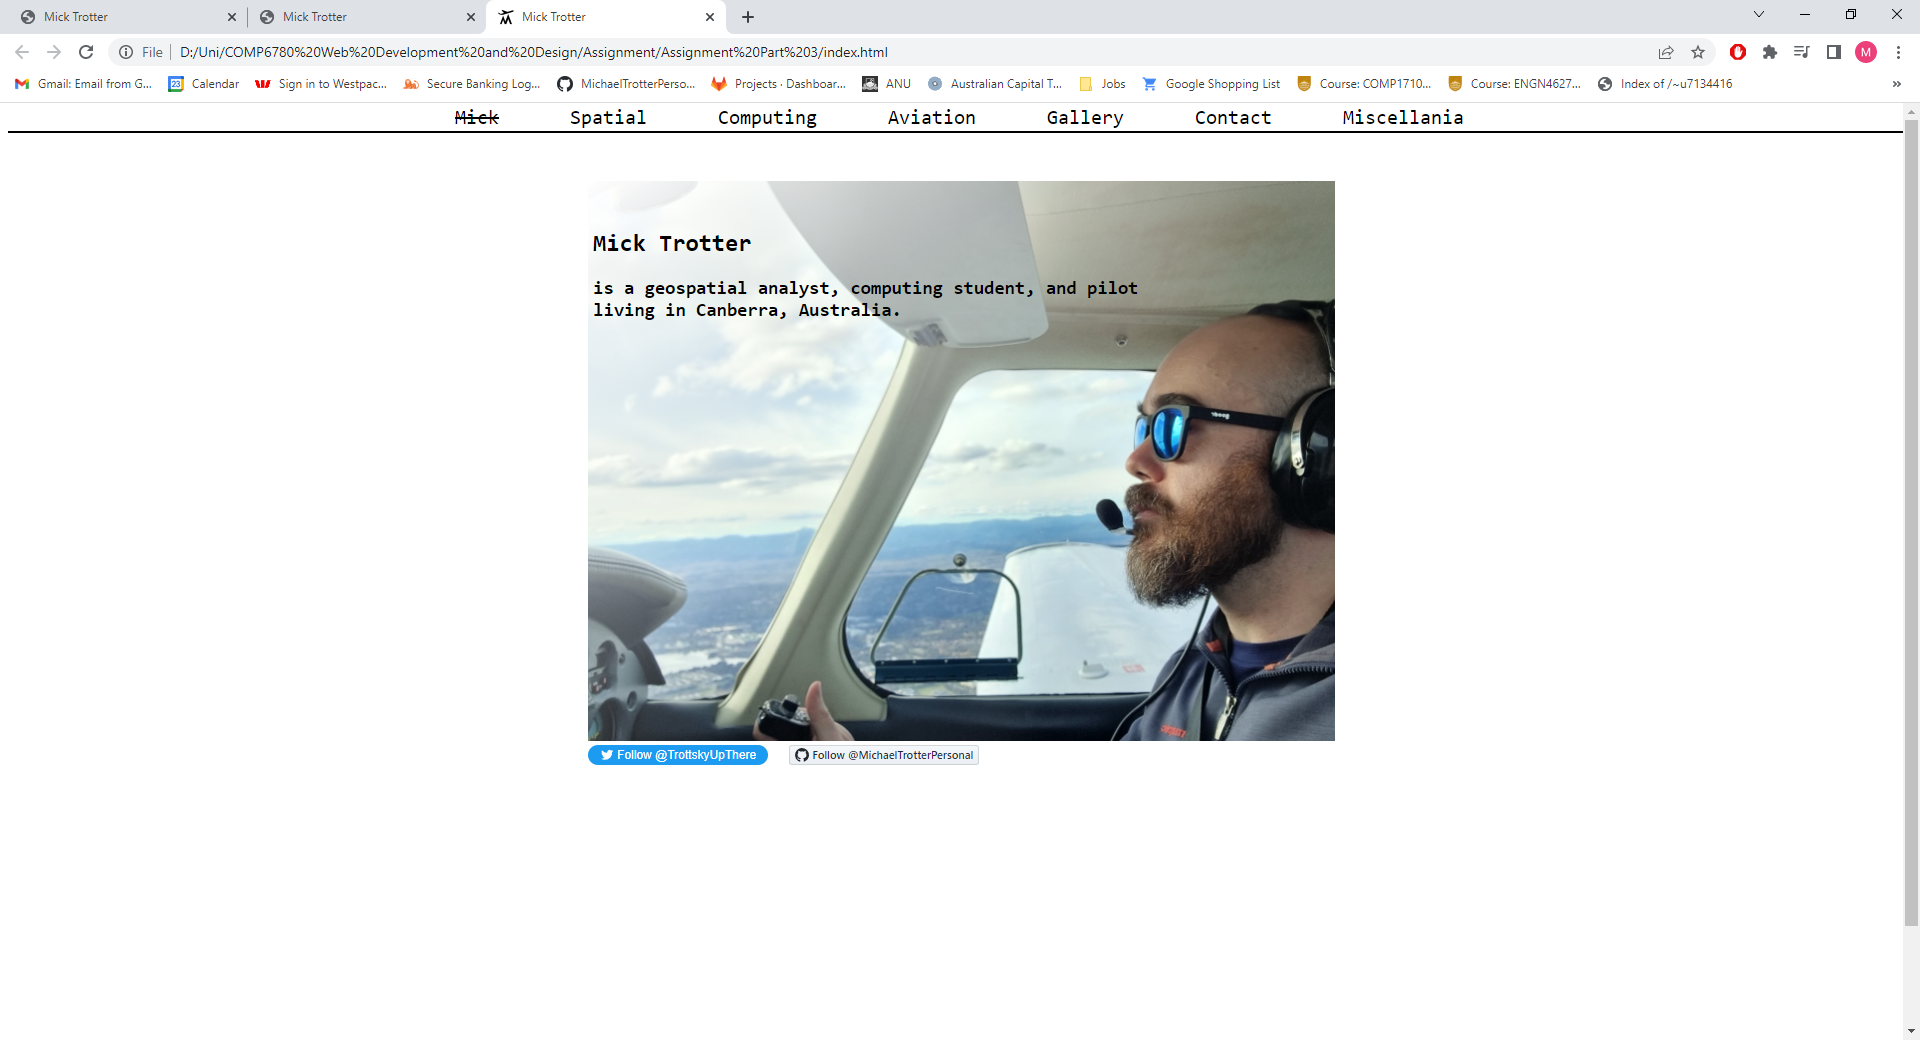 Mick Trotter
Mick Trotter
Mick Trotter
File
D:/Uni/COMP6780%20Web%20Development%20and%20Design/Assignment/Assignment%20Part%203/index.html
M
Gmail: Email from G...
23
Calendar
Sign in to Westpac...
Secure Banking Log...
MichaelTrotterPerso...
Projects · Dashboar...
ANU
Australian Capital T...
Jobs
Google Shopping List
Course: COMP1710...
Course: ENGN4627...
Index of /~u7134416
»
Mick Spatial Computing Aviation Gallery Contact Miscellania
Mick Trotter
is a geospatial analyst, computing student, and pilot
living in Canberra, Australia.
Follow @TrottskyUpThere
Follow @MichaelTrotterPersonal